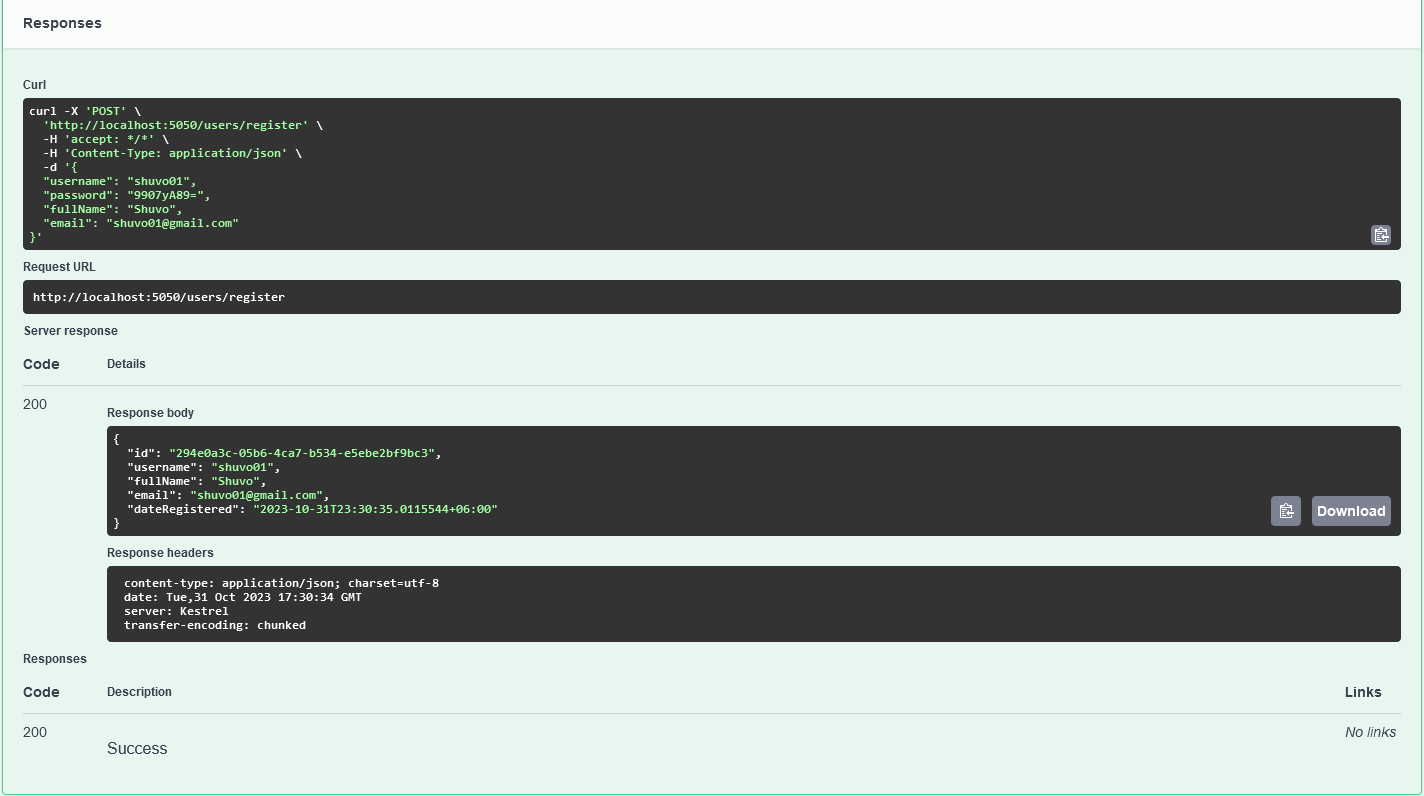 Responses
Curl
curl -X 'POST' \
  'http://localhost:5050/users/register' \
  -H 'accept: */*' \
  -H 'Content-Type: application/json' \
  -d '{
  "username": "shuvo01",
  "password": "9907yA89=",
  "fullName": "Shuvo",
  "email": "shuvo01@gmail.com"
}'
Request URL
http://localhost:5050/users/register
Server response
Code Details
200
Response body
{
  "id": "294e0a3c-05b6-4ca7-b534-e5ebe2bf9bc3",
  "username": "shuvo01",
  "fullName": "Shuvo",
  "email": "shuvo01@gmail.com",
  "dateRegistered": "2023-10-31T23:30:35.0115544+06:00"
}
Download
Response headers
content-type: application/json; charset=utf-8
date: Tue,31 Oct 2023 17:30:34 GMT
server: Kestrel
transfer-encoding: chunked
Responses
Code Description Links
200 No links
Success